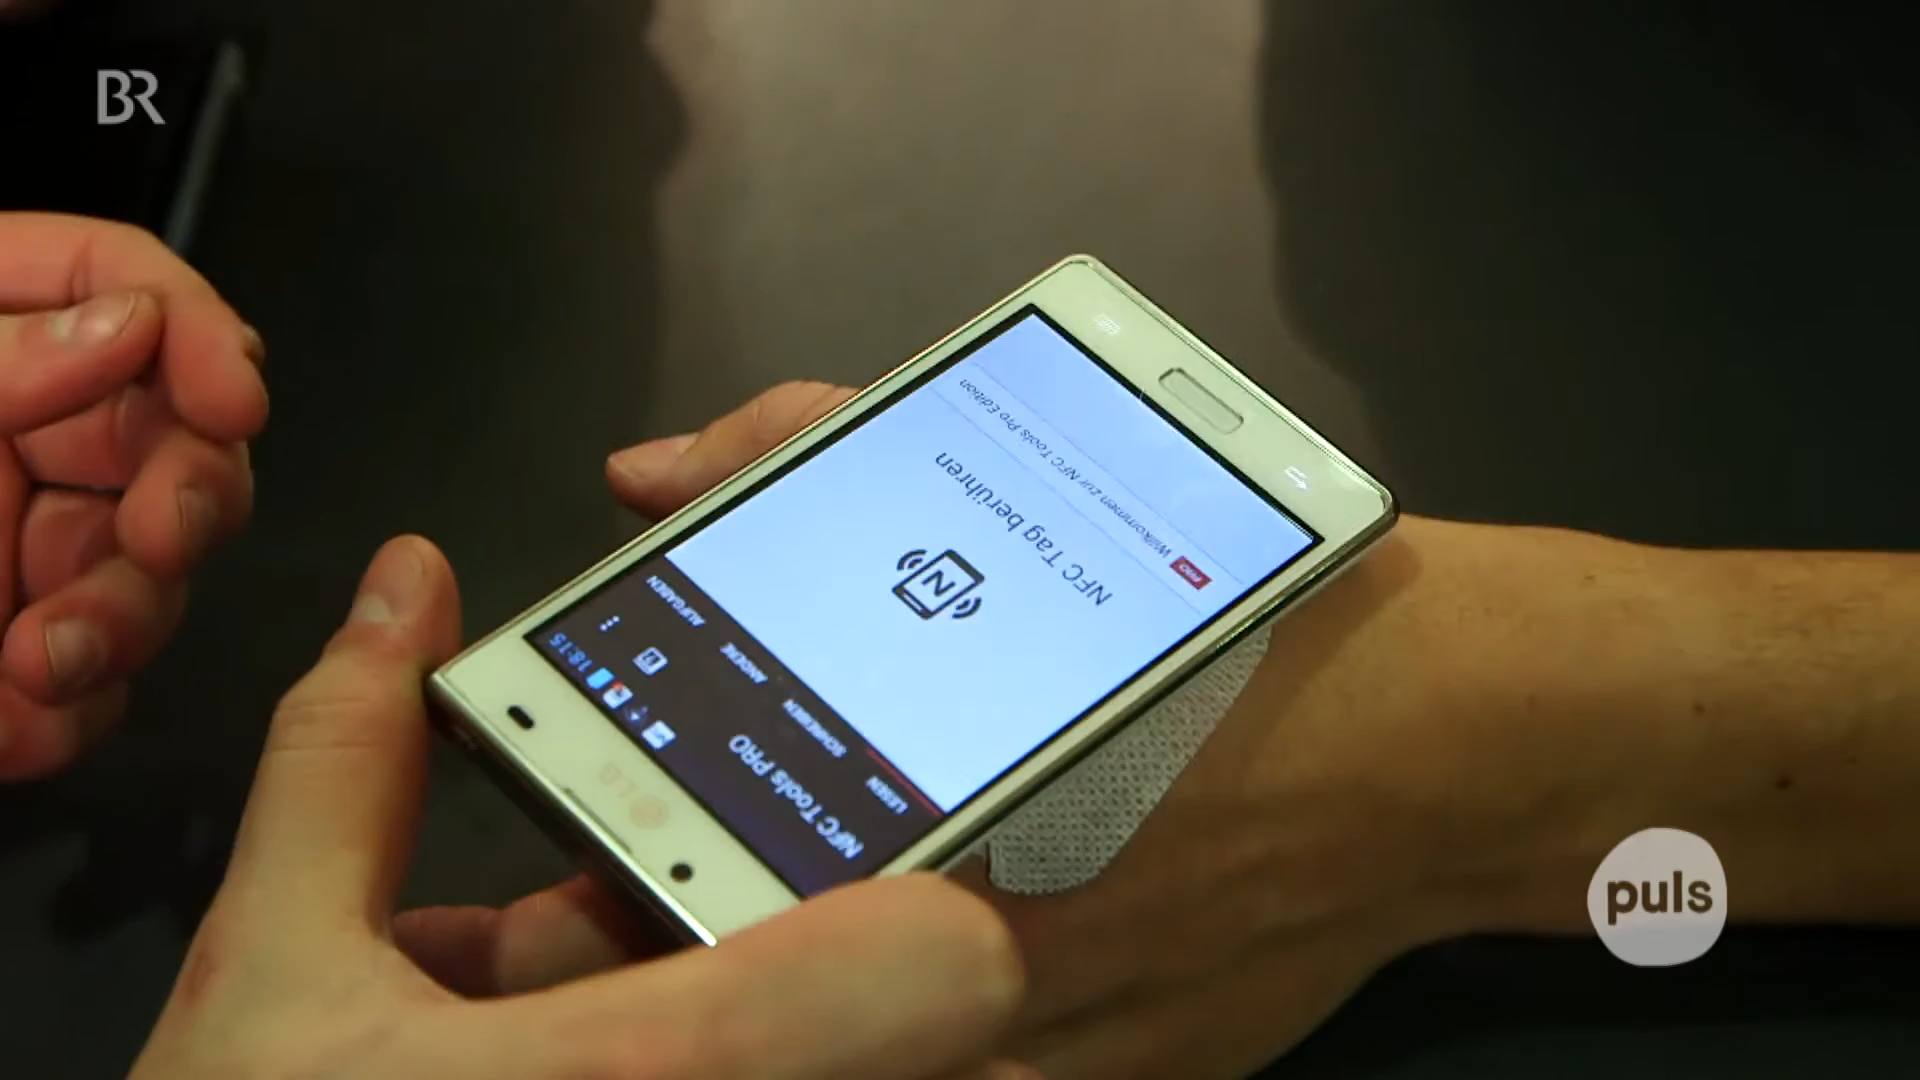 BR
18:15
NFC Tools PRO
LESEN
SCHREIBEN
ANDERE
AUFGABEN
N
NFC Tag berühren
PRO
Willkommen zur NFC Tools Pro Edition
LG
puls